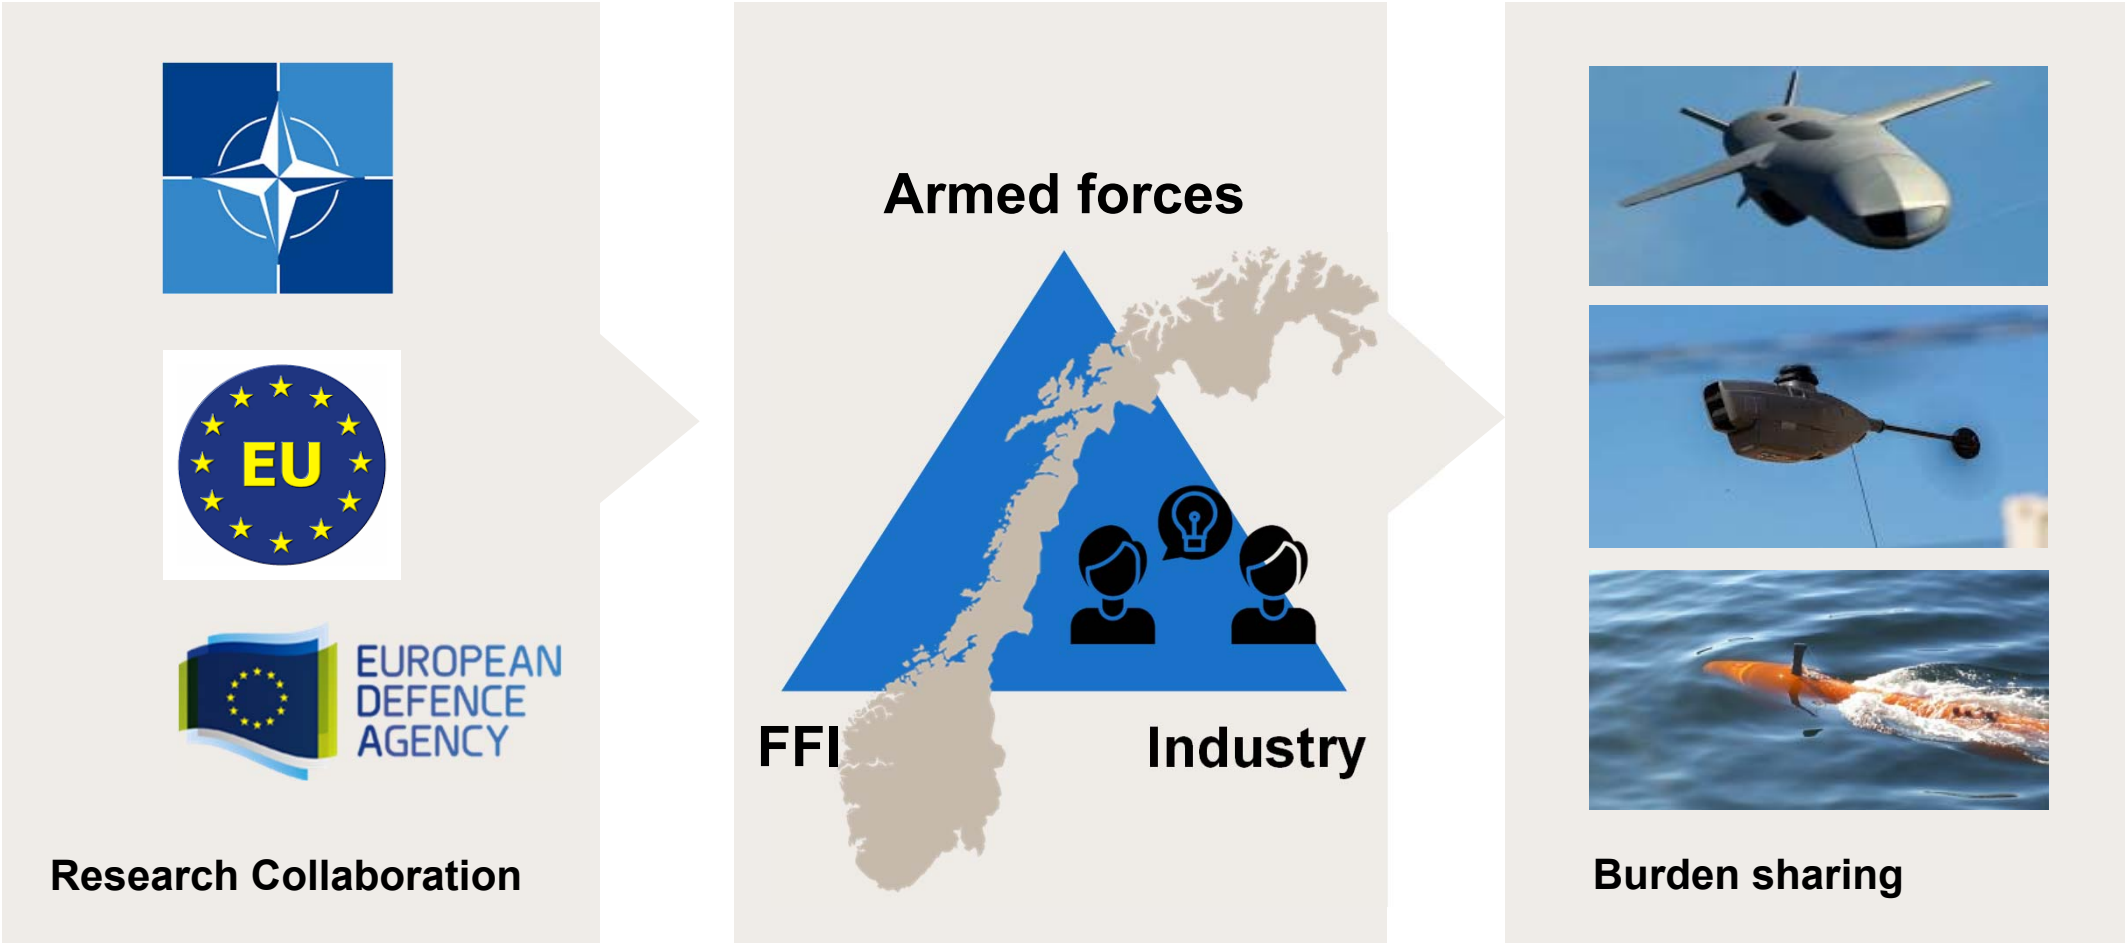 EU
EUROPEAN
DEFENCE
AGENCY
Research Collaboration
Armed forces
FFI
Industry
Burden sharing